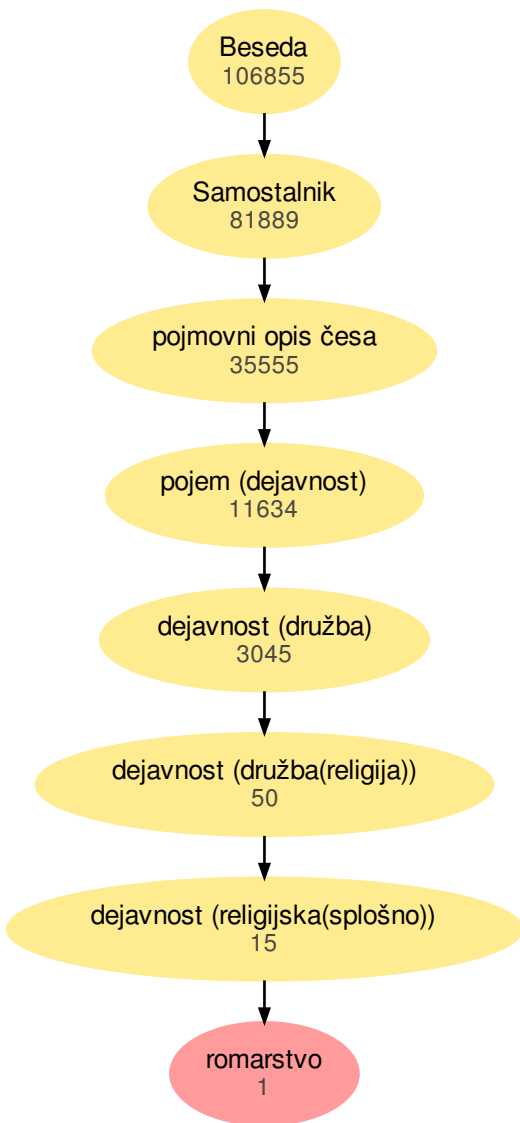 Beseda
106855
Samostalnik
81889
pojmovni opis česa
35555
pojem (dejavnost)
11634
dejavnost (družba)
3045
dejavnost (družba(religija))
50
dejavnost (religijska(splošno))
15
romarstvo
1